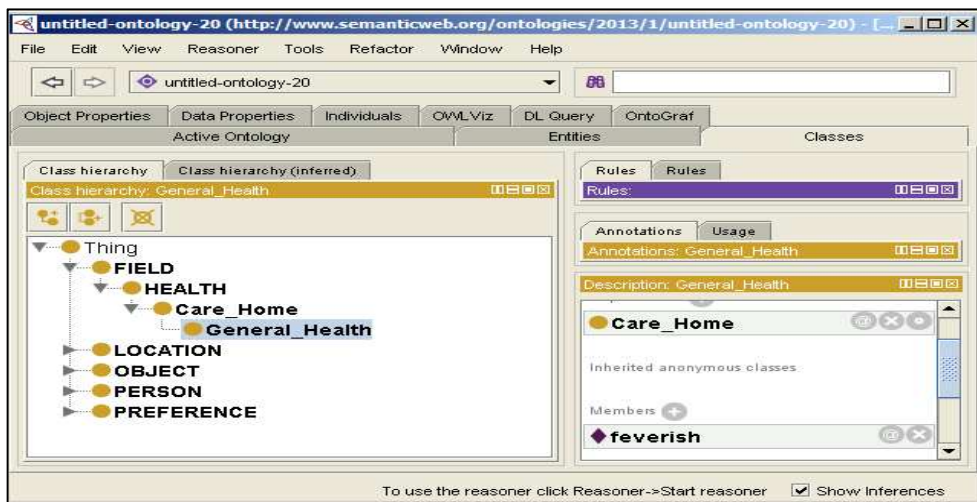 untitled-ontology-20 (http://www.semanticweb.org/ontologies/2013/1/untitled-ontology-20) - [...
File Edit View Reasoner Tools Refactor Window Help
untitled-ontology-20
Object Properties Data Properties Individuals OWLViz DL Query OntoGraf
Active Ontology Entities Classes
Class hierarchy Class hierarchy (inferred)
Class hierarchy: General_Health
Thing
FIELD
HEALTH
Care_Home
General_Health
LOCATION
OBJECT
PERSON
PREFERENCE
Rules Rules
Rules:
Annotations Usage
Annotations: General_Health
Description: General_Health
Care_Home
Inherited anonymous classes
Members
feverish
To use the reasoner click Reasoner->Start reasoner Show Inferences